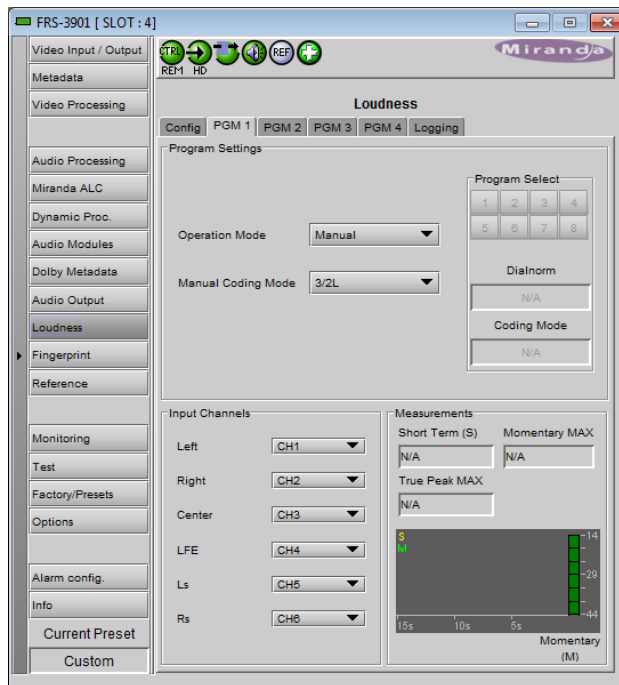 FRS-3901 [ SLOT : 4]
Video Input / Output
Metadata
Video Processing
Audio Processing
Miranda ALC
Dynamic Proc.
Audio Modules
Dolby Metadata
Audio Output
Loudness
Fingerprint
Reference
Monitoring
Test
Factory/Presets
Options
Alarm config.
Info
Current Preset
Custom
CTRL
REF
REM HD
Miranda
Loudness
Config PGM 1 PGM 2 PGM 3 PGM 4 Logging
Program Settings
Operation Mode Manual
Manual Coding Mode 3/2L
Program Select
1 2 3 4
5 6 7 8
Dialnorm
N/A
Coding Mode
N/A
Input Channels
Left CH1
Right CH2
Center CH3
LFE CH4
Ls CH5
Rs CH6
Measurements
Short Term (S) Momentary MAX
N/A N/A
True Peak MAX
N/A
S
M
-14
-29
-44
15s 10s 5s
Momentary
(M)